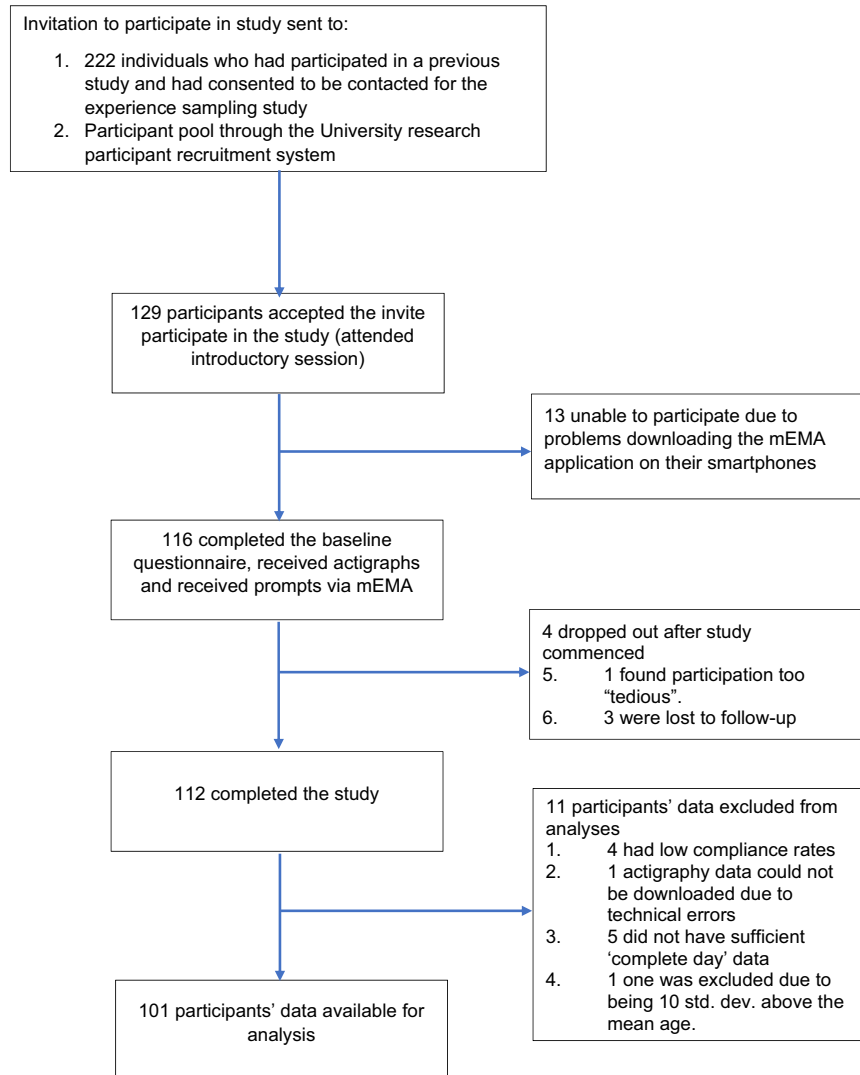 Invitation to participate in study sent to:
1. 222 individuals who had participated in a previous
study and had consented to be contacted for the
experience sampling study
2. Participant pool through the University research
participant recruitment system
129 participants accepted the invite
participate in the study (attended
introductory session)
13 unable to participate due to
problems downloading the mEMA
application on their smartphones
116 completed the baseline
questionnaire, received actigraphs
and received prompts via mEMA
4 dropped out after study
commenced
5. 1 found participation too
“tedious”.
6. 3 were lost to follow-up
112 completed the study
11 participants’ data excluded from
analyses
1. 4 had low compliance rates
2. 1 actigraphy data could not
be downloaded due to
technical errors
3. 5 did not have sufficient
‘complete day’ data
4. 1 one was excluded due to
being 10 std. dev. above the
mean age.
101 participants’ data available for
analysis